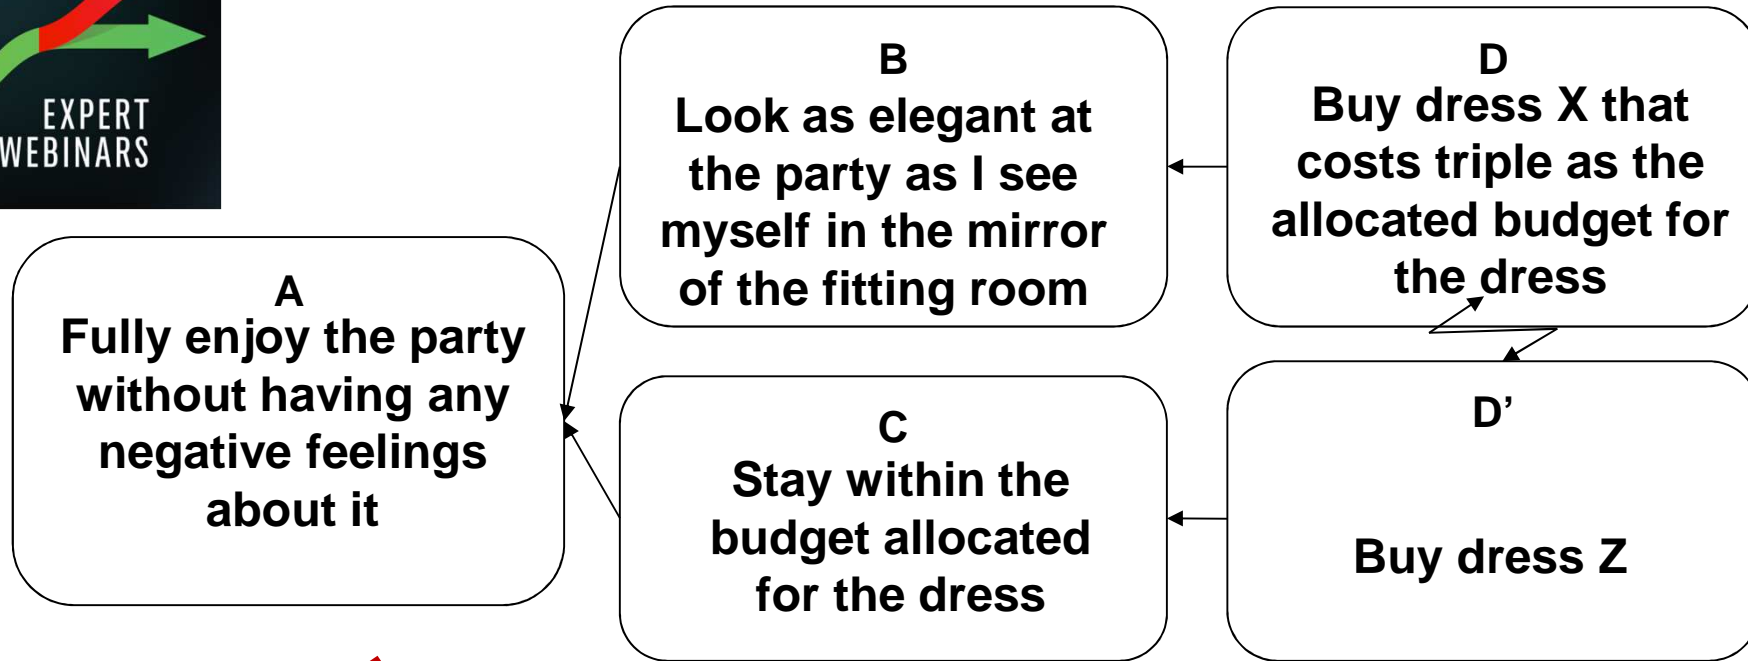 EXPERT
WEBINARS
A
Fully enjoy the party
without having any
negative feelings
about it
B
Look as elegant at
the party as I see
myself in the mirror
of the fitting room
C
Stay within the
budget allocated
for the dress
D
Buy dress X that
costs triple as the
allocated budget for
the dress
D’
Buy dress Z